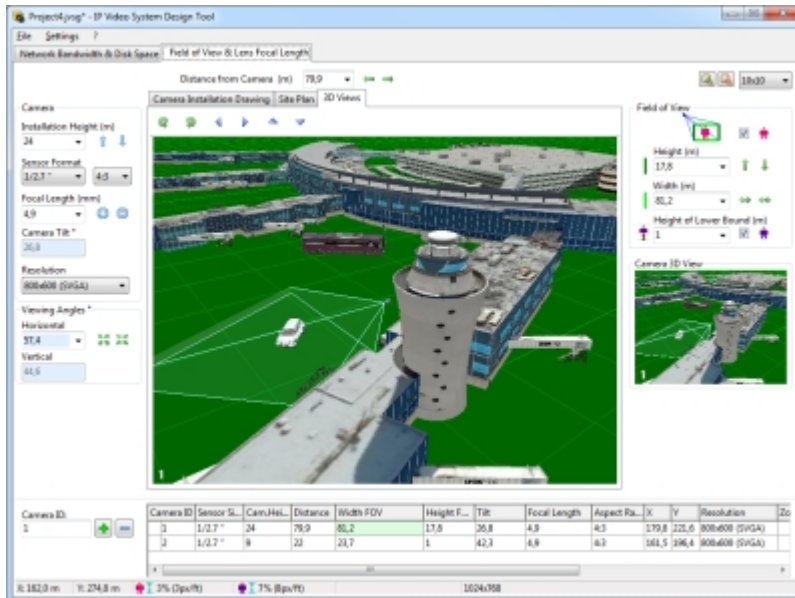 Project4.jvsg* - IP Video System Design Tool
File Settings ?
Network Bandwidth & Disk Space Field of View & Lens Focal Length
Distance from Camera (m) 79,9
10x10
Camera Installation Drawing Site Plan 3D Views
Camera
Installation Height (m)
24
Sensor Format
1/2.7 " 4:3
Focal Length (mm)
4,9
Camera Tilt °
26,8
Resolution
800x600 (SVGA)
Viewing Angles °
Horizontal
57,4
Vertical
44,6
1
Field of View
Height (m)
17,8
Width (m)
81,2
Height of Lower Bound (m)
1
Camera 3D View
1
Camera ID:
1
Camera ID Sensor Si... Cam.Hei... Distance Width FOV Height F... Tilt Focal Length Aspect Ra... X Y Resolution Zo
1 1/2.7 " 24 79,9 81,2 17,8 26,8 4,9 4:3 179,8 221,6 800x600 (SVGA)
2 1/2.7 " 9 22 23,7 1 42,3 4,9 4:3 161,5 196,4 800x600 (SVGA)
X: 162,0 m Y: 274,8 m 3% (3px/ft) 7% (8px/ft) 1024x768